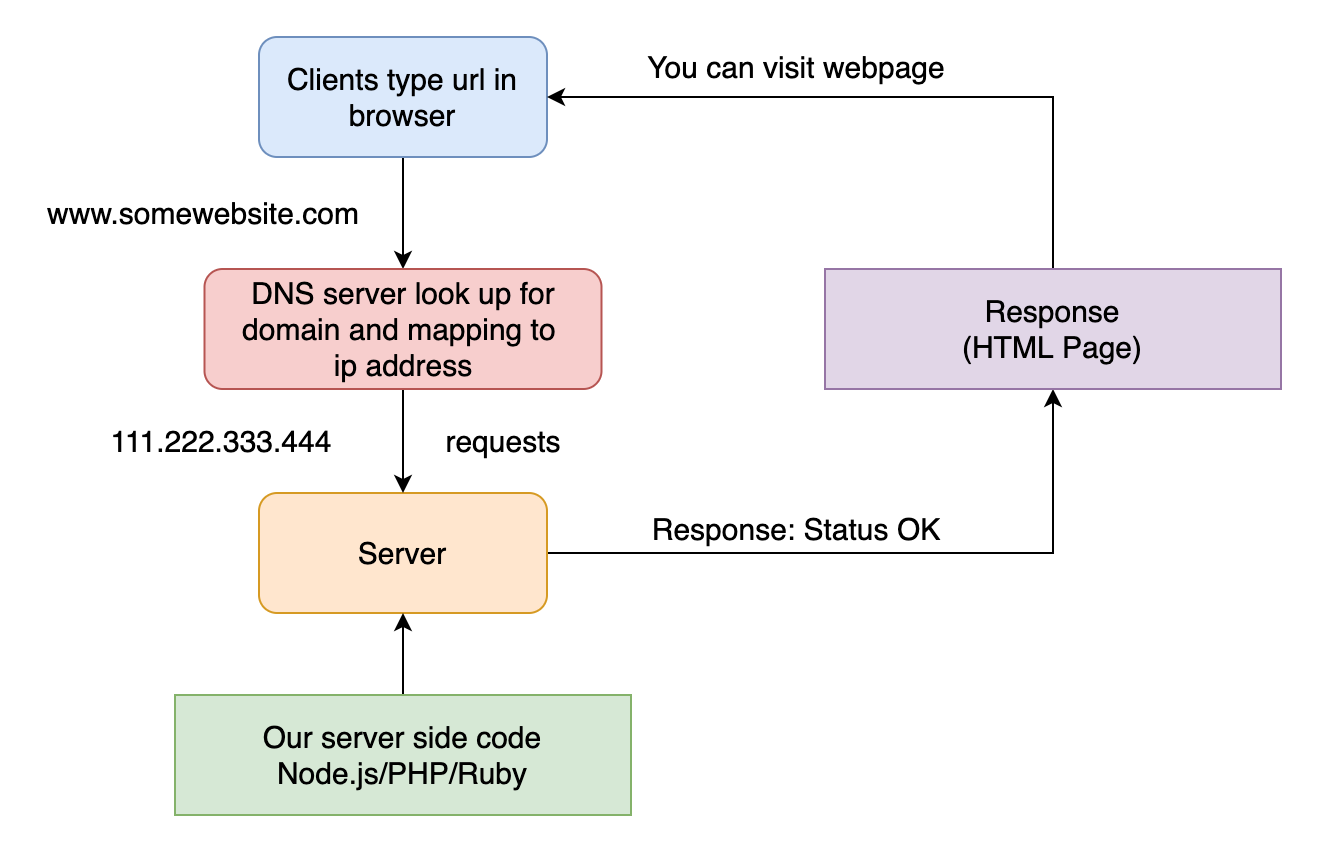 Clients type url in
browser
You can visit webpage
www.somewebsite.com
DNS server look up for
domain and mapping to
ip address
Response
(HTML Page)
111.222.333.444
requests
Server
Response: Status OK
Our server side code
Node.js/PHP/Ruby